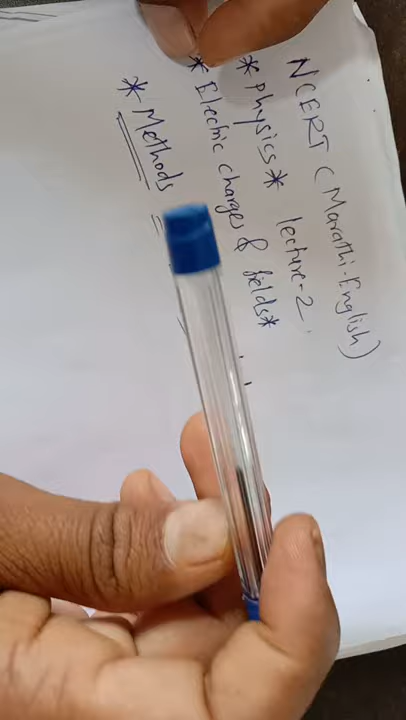 NCERT (Marathi-English)
* Physics * lecture-2
* Electric charges & fields *
* Methods